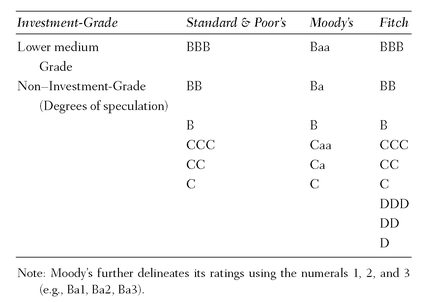 Investment-Grade Standard & Poor's Moody's Fitch
Lower medium BBB Baa BBB
Grade
Non–Investment-Grade BB Ba BB
(Degrees of speculation)
B B B
CCC Caa CCC
CC Ca CC
C C C
DDD
DD
D
Note: Moody's further delineates its ratings using the numerals 1, 2, and 3
(e.g., Ba1, Ba2, Ba3).